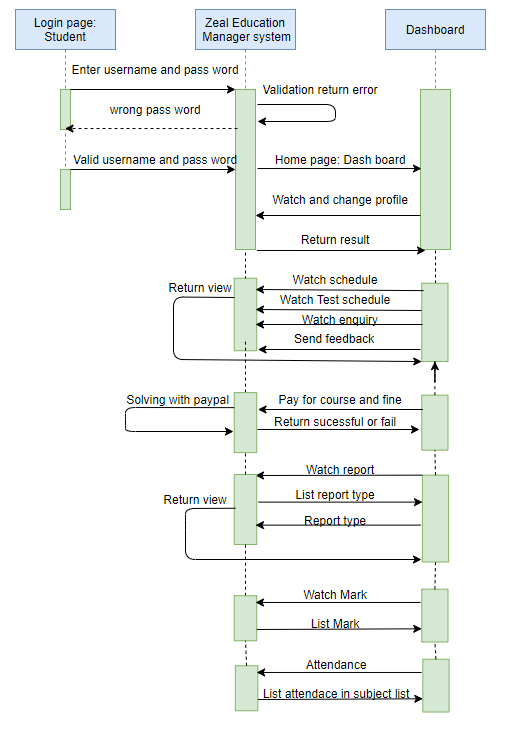 Login page:
Student
Zeal Education
Manager system
Dashboard
Enter username and pass word
Validation return error
wrong pass word
Valid username and pass word
Home page: Dash board
Watch and change profile
Return result
Return view
Watch schedule
Watch Test schedule
Watch enquiry
Send feedback
Solving with paypal
Pay for course and fine
Return sucessful or fail
Watch report
Return view
List report type
Report type
Watch Mark
List Mark
Attendance
List attendace in subject list